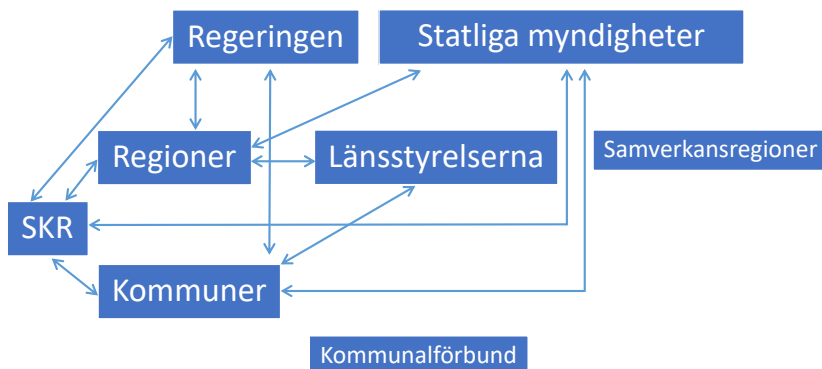 Regeringen
Statliga myndigheter
Regioner
Länsstyrelserna
Samverkansregioner
SKR
Kommuner
Kommunalförbund